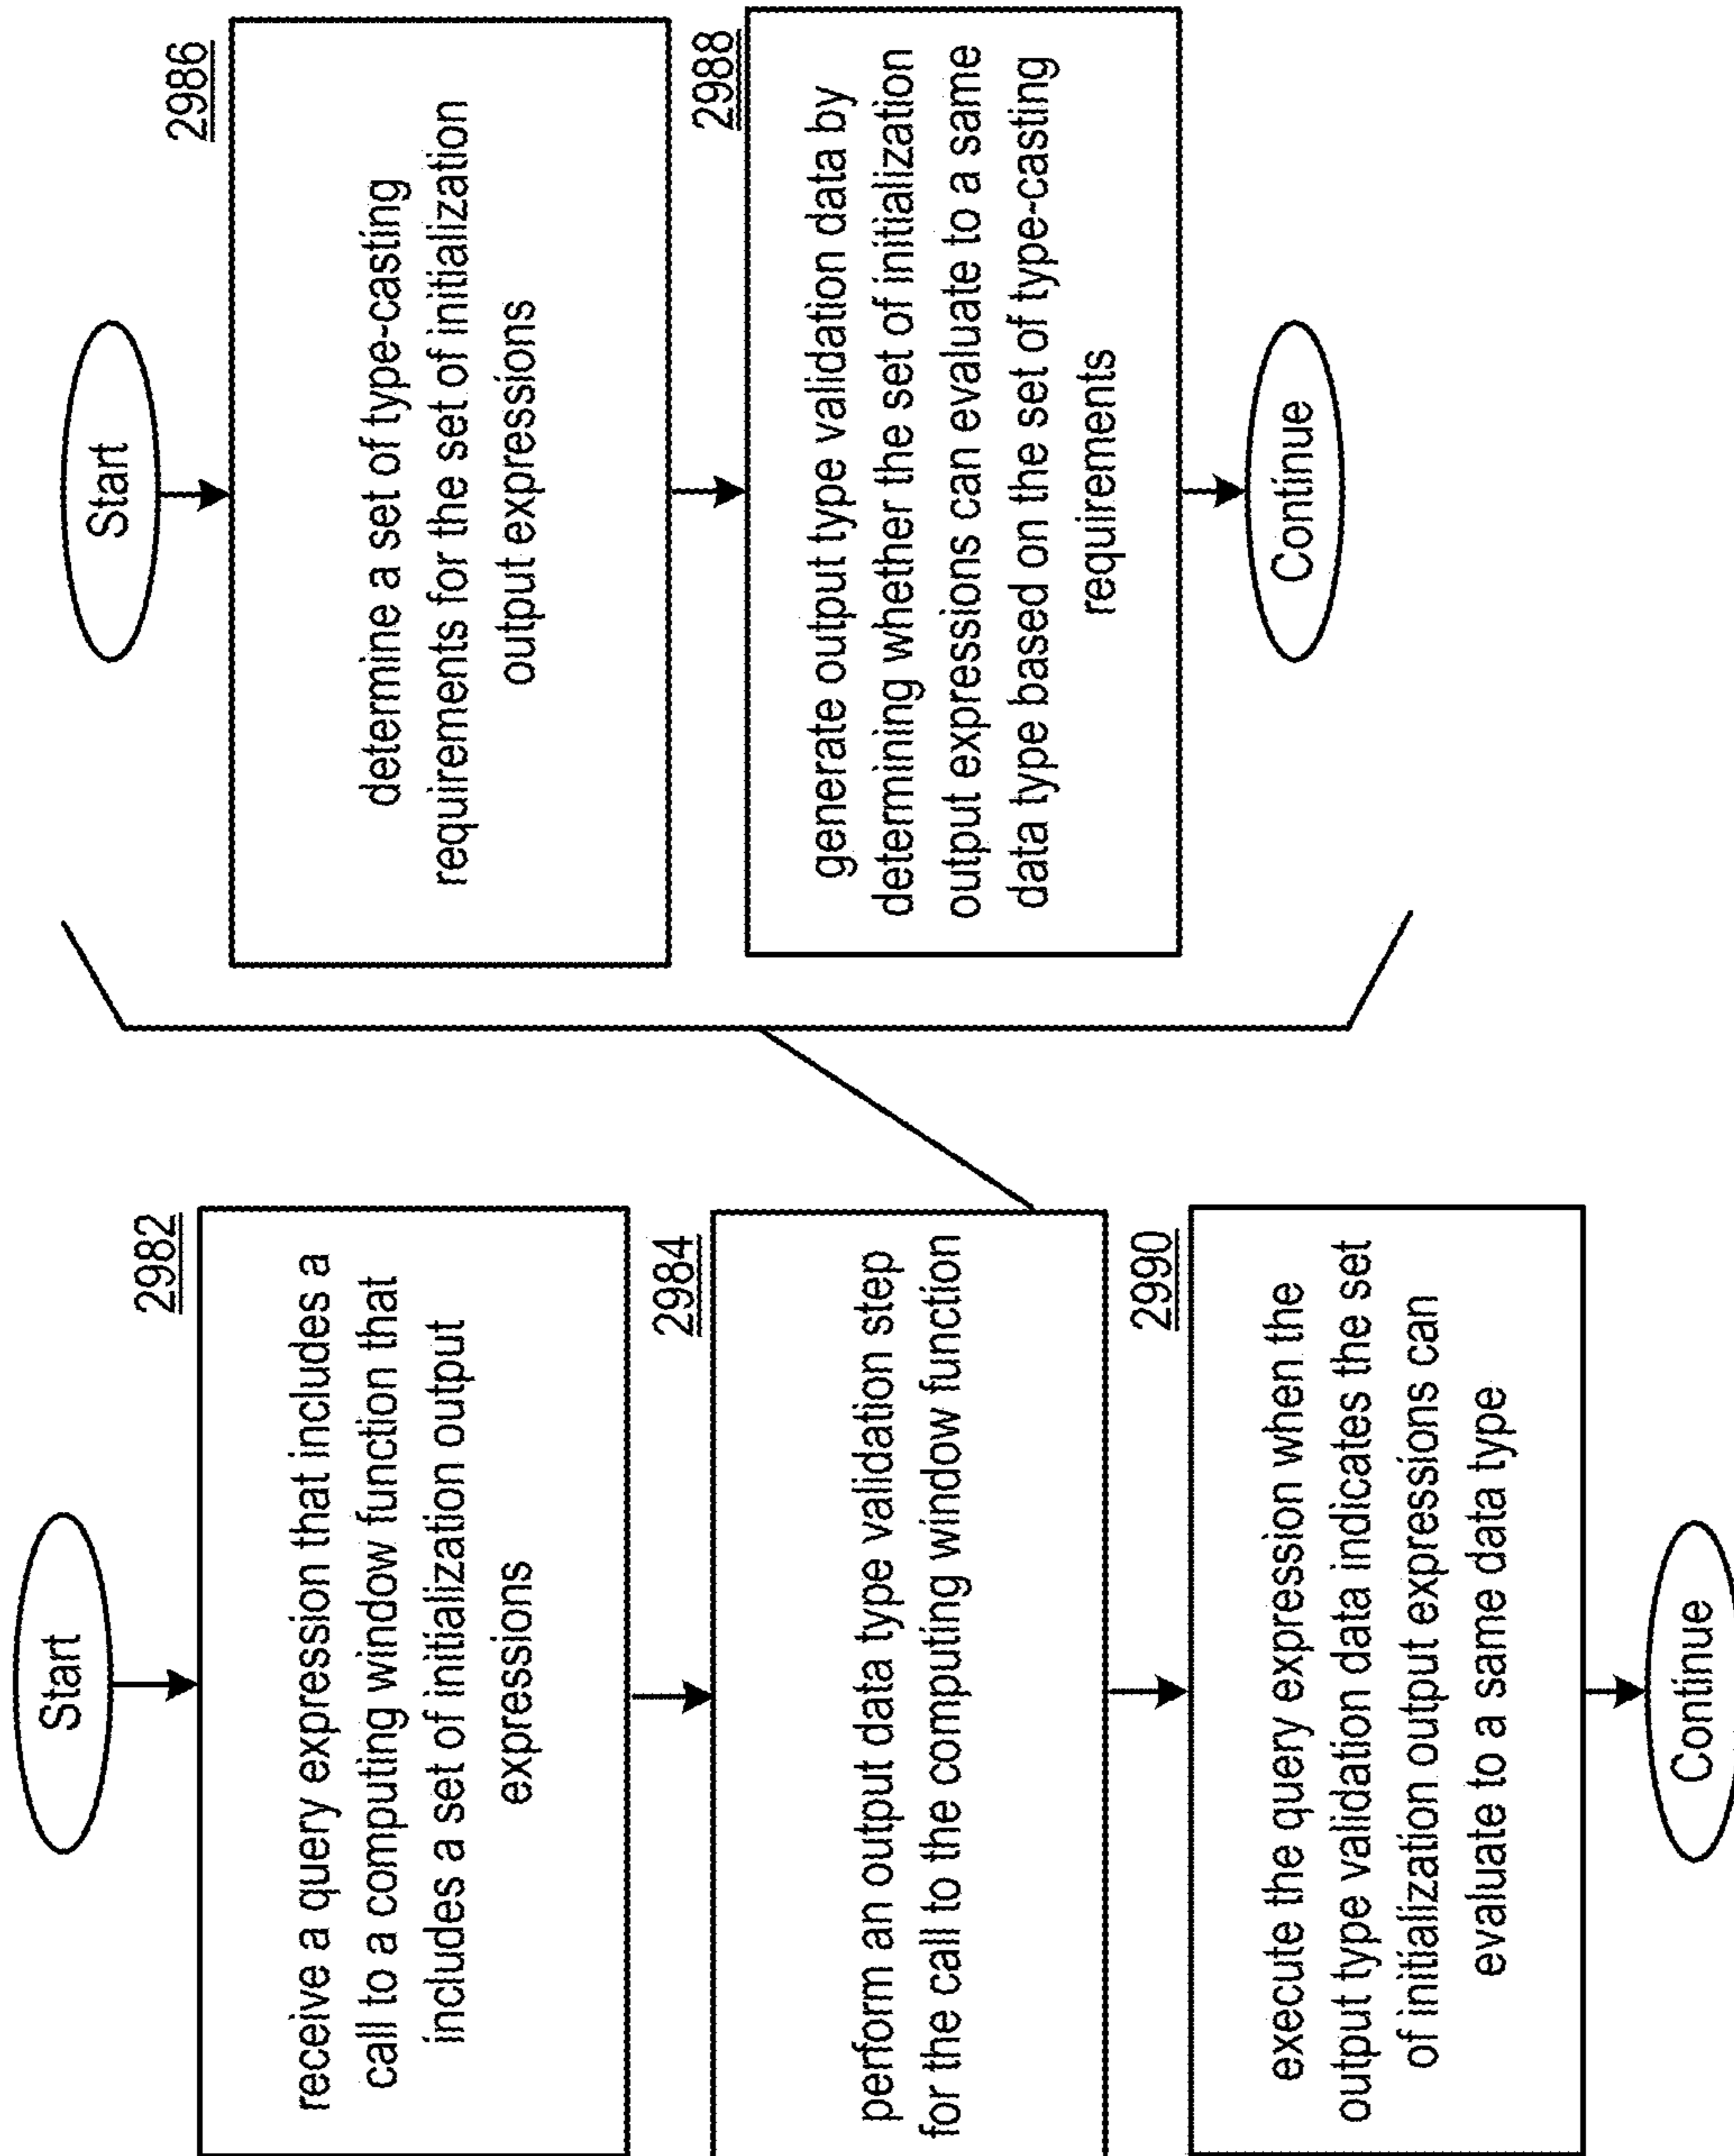 Start
2982
receive a query expression that includes a
call to a computing window function that
includes a set of initialization output
expressions
2984
perform an output data type validation step
for the call to the computing window function
2990
execute the query expression when the
output type validation data indicates the set
of initialization output expressions can
evaluate to a same data type
Continue
Start
2986
determine a set of type-casting
requirements for the set of initialization
output expressions
2988
generate output type validation data by
determining whether the set of initialization
output expressions can evaluate to a same
data type based on the set of type-casting
requirements
Continue